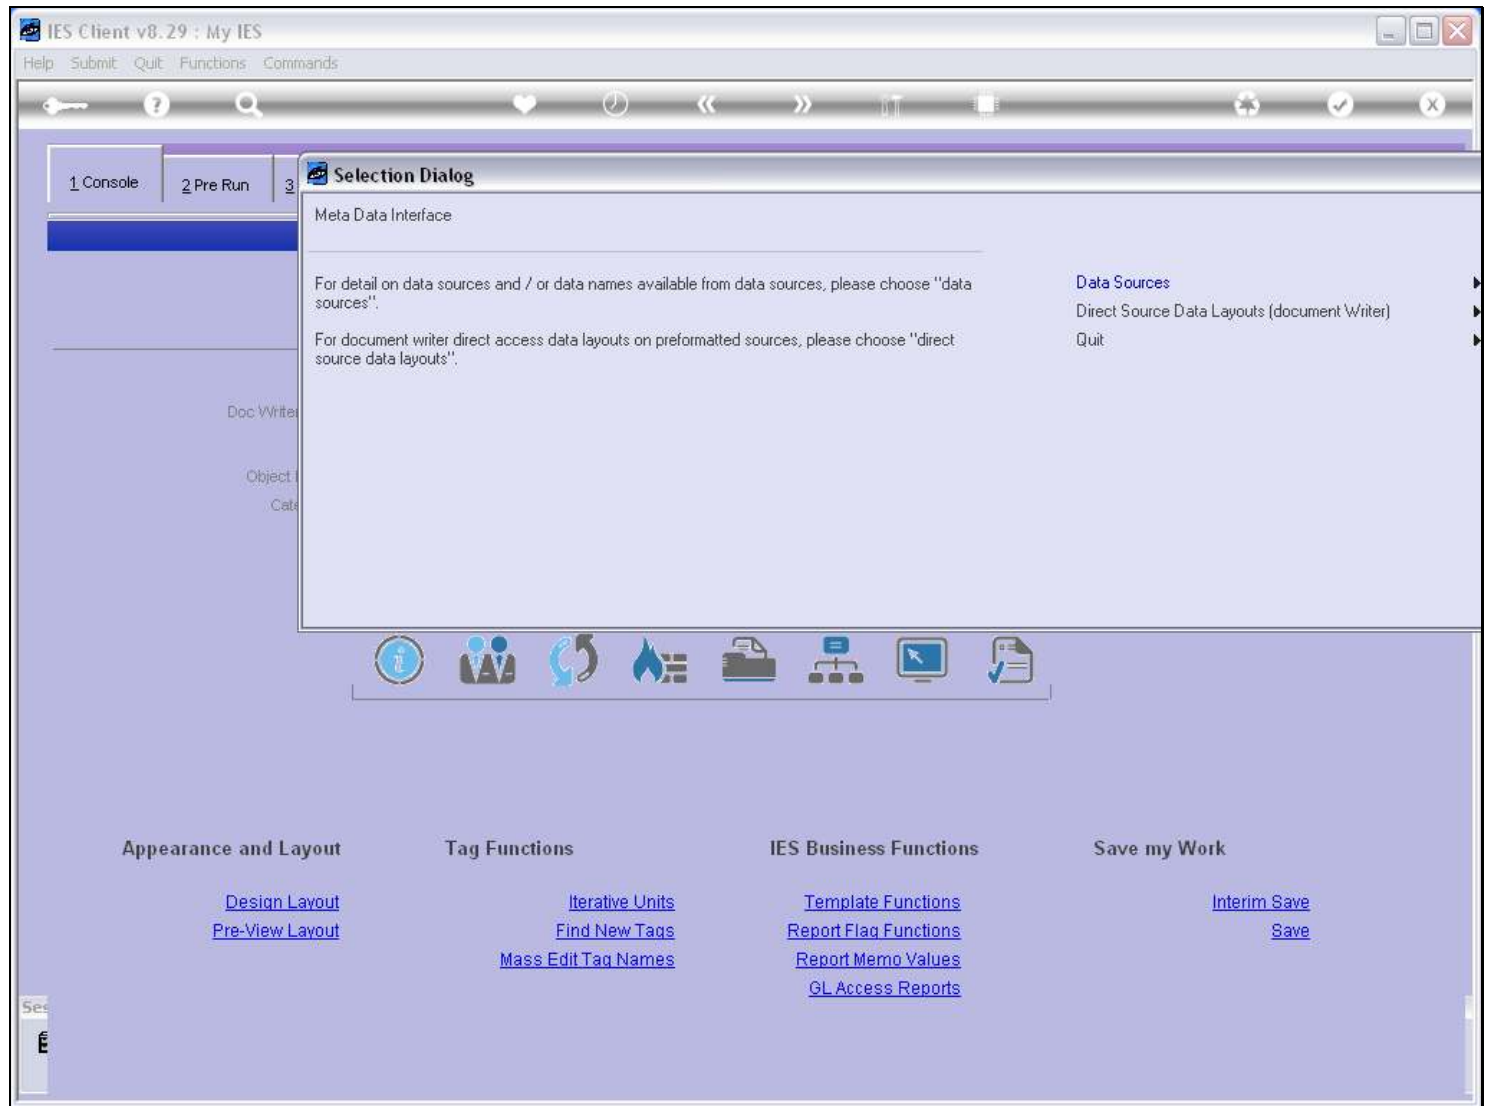 IES Client v8.29 : My IES
Help Submit Quit Functions Commands
1 Console
2 Pre Run
3
Selection Dialog
Meta Data Interface
For detail on data sources and / or data names available from data sources, please choose "data
sources".
For document writer direct access data layouts on preformatted sources, please choose "direct
source data layouts".
Data Sources
Direct Source Data Layouts (document Writer)
Quit
Doc Writer
Object
Cate
Appearance and Layout
Design Layout
Pre-View Layout
Tag Functions
Iterative Units
Find New Tags
Mass Edit Tag Names
IES Business Functions
Template Functions
Report Flag Functions
Report Memo Values
GL Access Reports
Save my Work
Interim Save
Save
Ses